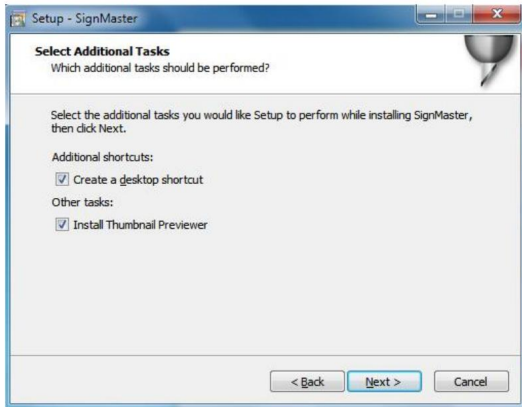 Setup - SignMaster
Select Additional Tasks
Which additional tasks should be performed?
Select the additional tasks you would like Setup to perform while installing SignMaster,
then click Next.
Additional shortcuts:
Create a desktop shortcut
Other tasks:
Install Thumbnail Previewer
< Back
Next >
Cancel